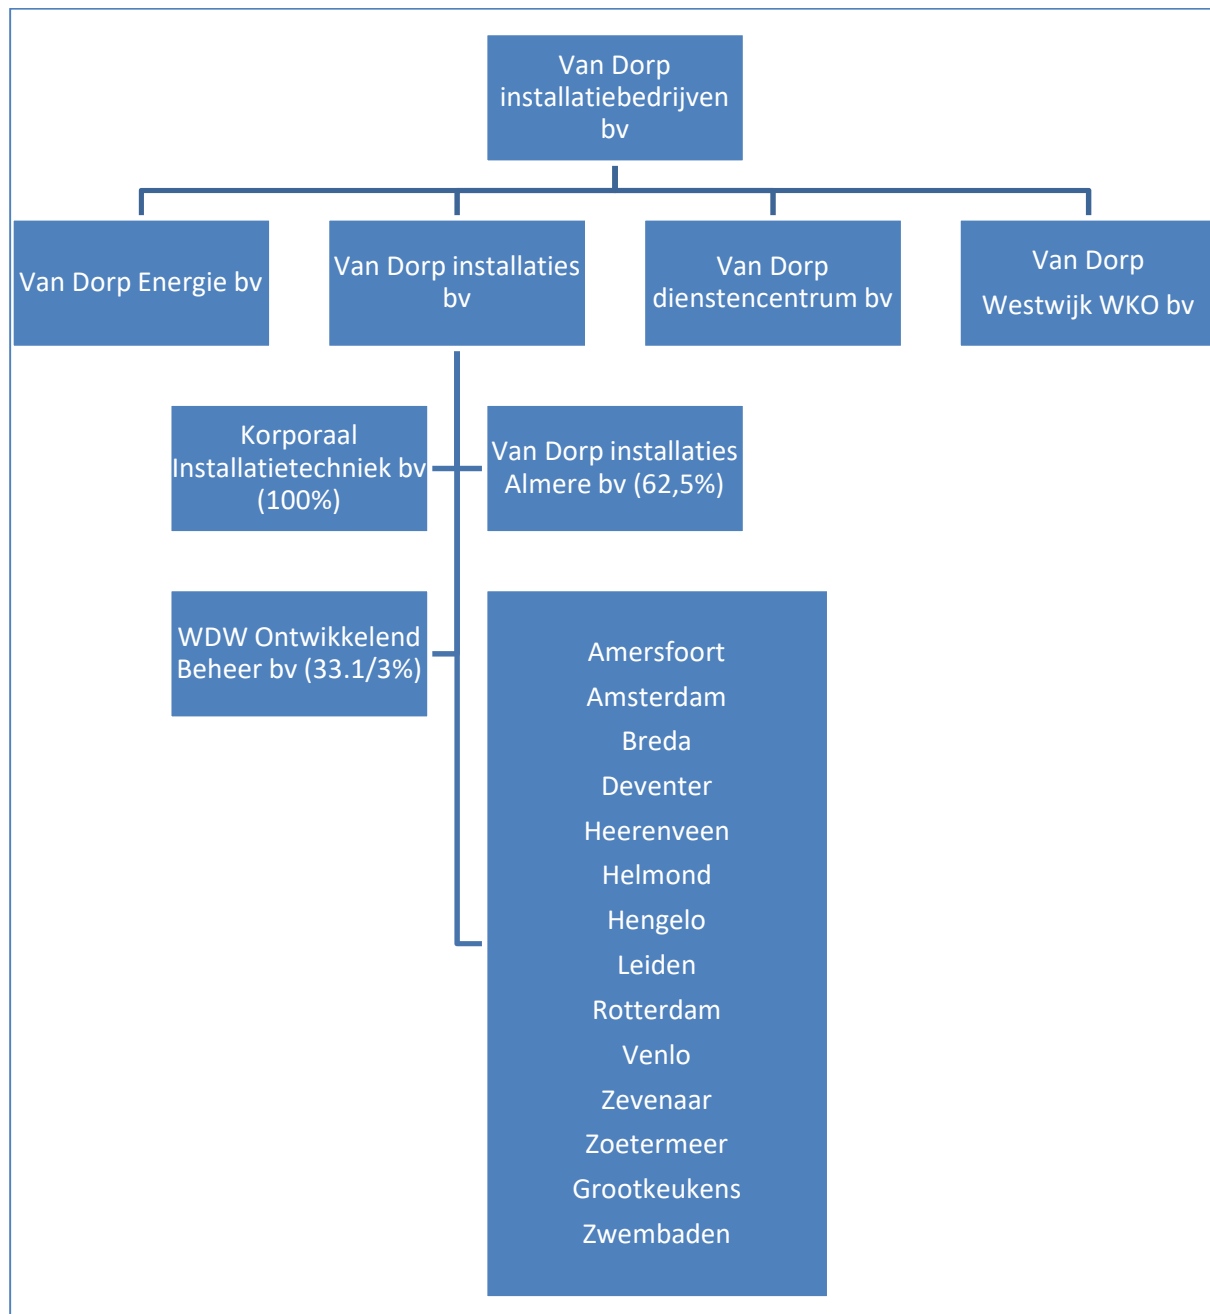 Van Dorp
installatiebedrijven
bv
Van Dorp Energie bv
Van Dorp installaties
bv
Van Dorp
dienstencentrum bv
Van Dorp
Westwijk WKO bv
Korporaal
Installatietechniek bv
(100%)
Van Dorp installaties
Almere bv (62,5%)
WDW Ontwikkelend
Beheer bv (33.1/3%)
Amersfoort
Amsterdam
Breda
Deventer
Heerenveen
Helmond
Hengelo
Leiden
Rotterdam
Venlo
Zevenaar
Zoetermeer
Grootkeukens
Zwembaden